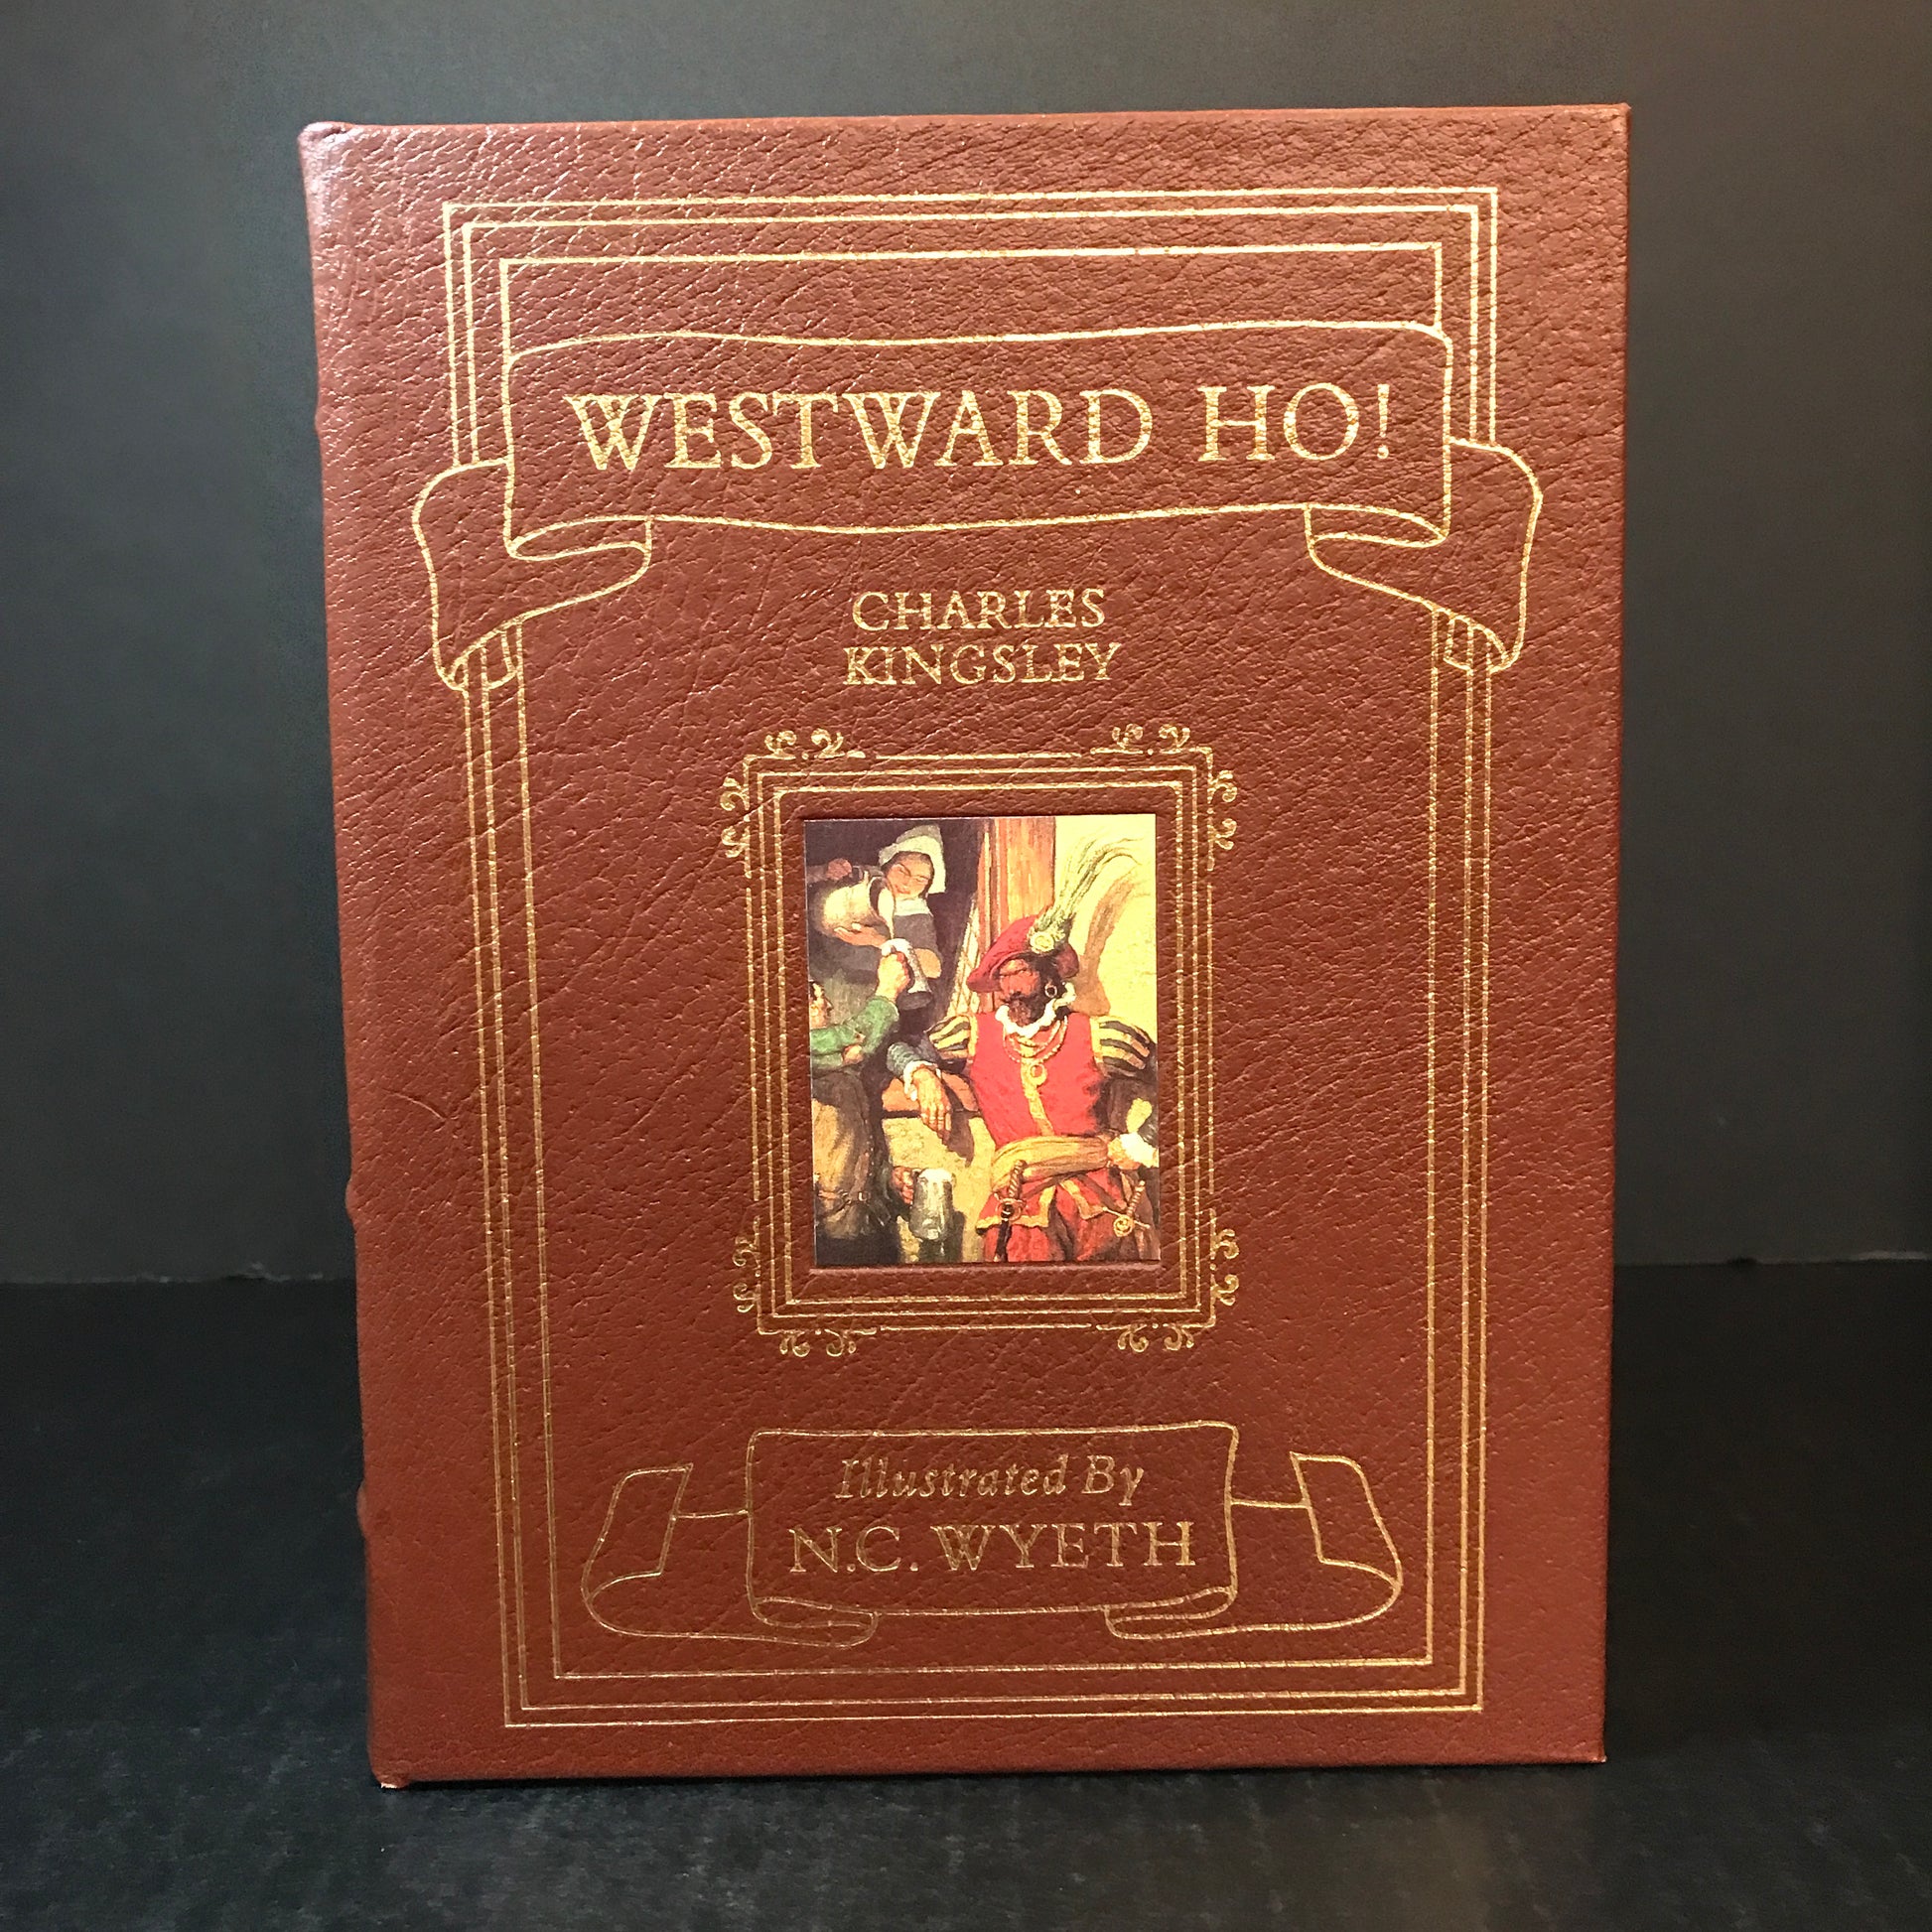 WESTWARD HO!
CHARLES
KINGSLEY
Illustrated By
N.C. WYETH